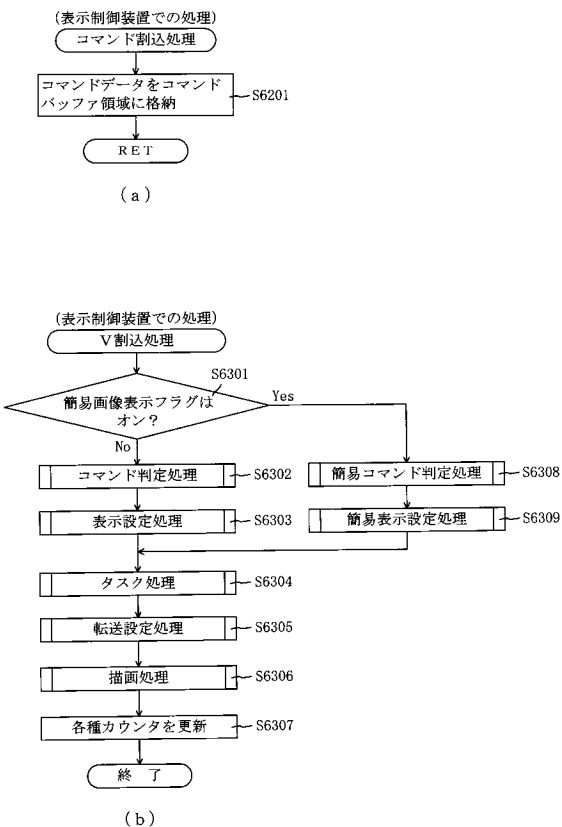 (表示制御装置での処理)
コマンド割込処理
コマンドデータをコマンド
バッファ領域に格納
S6201
RET
(a)
(表示制御装置での処理)
V割込処理
S6301
簡易画像表示フラグは
オン?
Yes
No
コマンド判定処理
S6302
簡易コマンド判定処理
S6308
表示設定処理
S6303
簡易表示設定処理
S6309
タスク処理
S6304
転送設定処理
S6305
描画処理
S6306
各種カウンタを更新
S6307
終 了
(b)